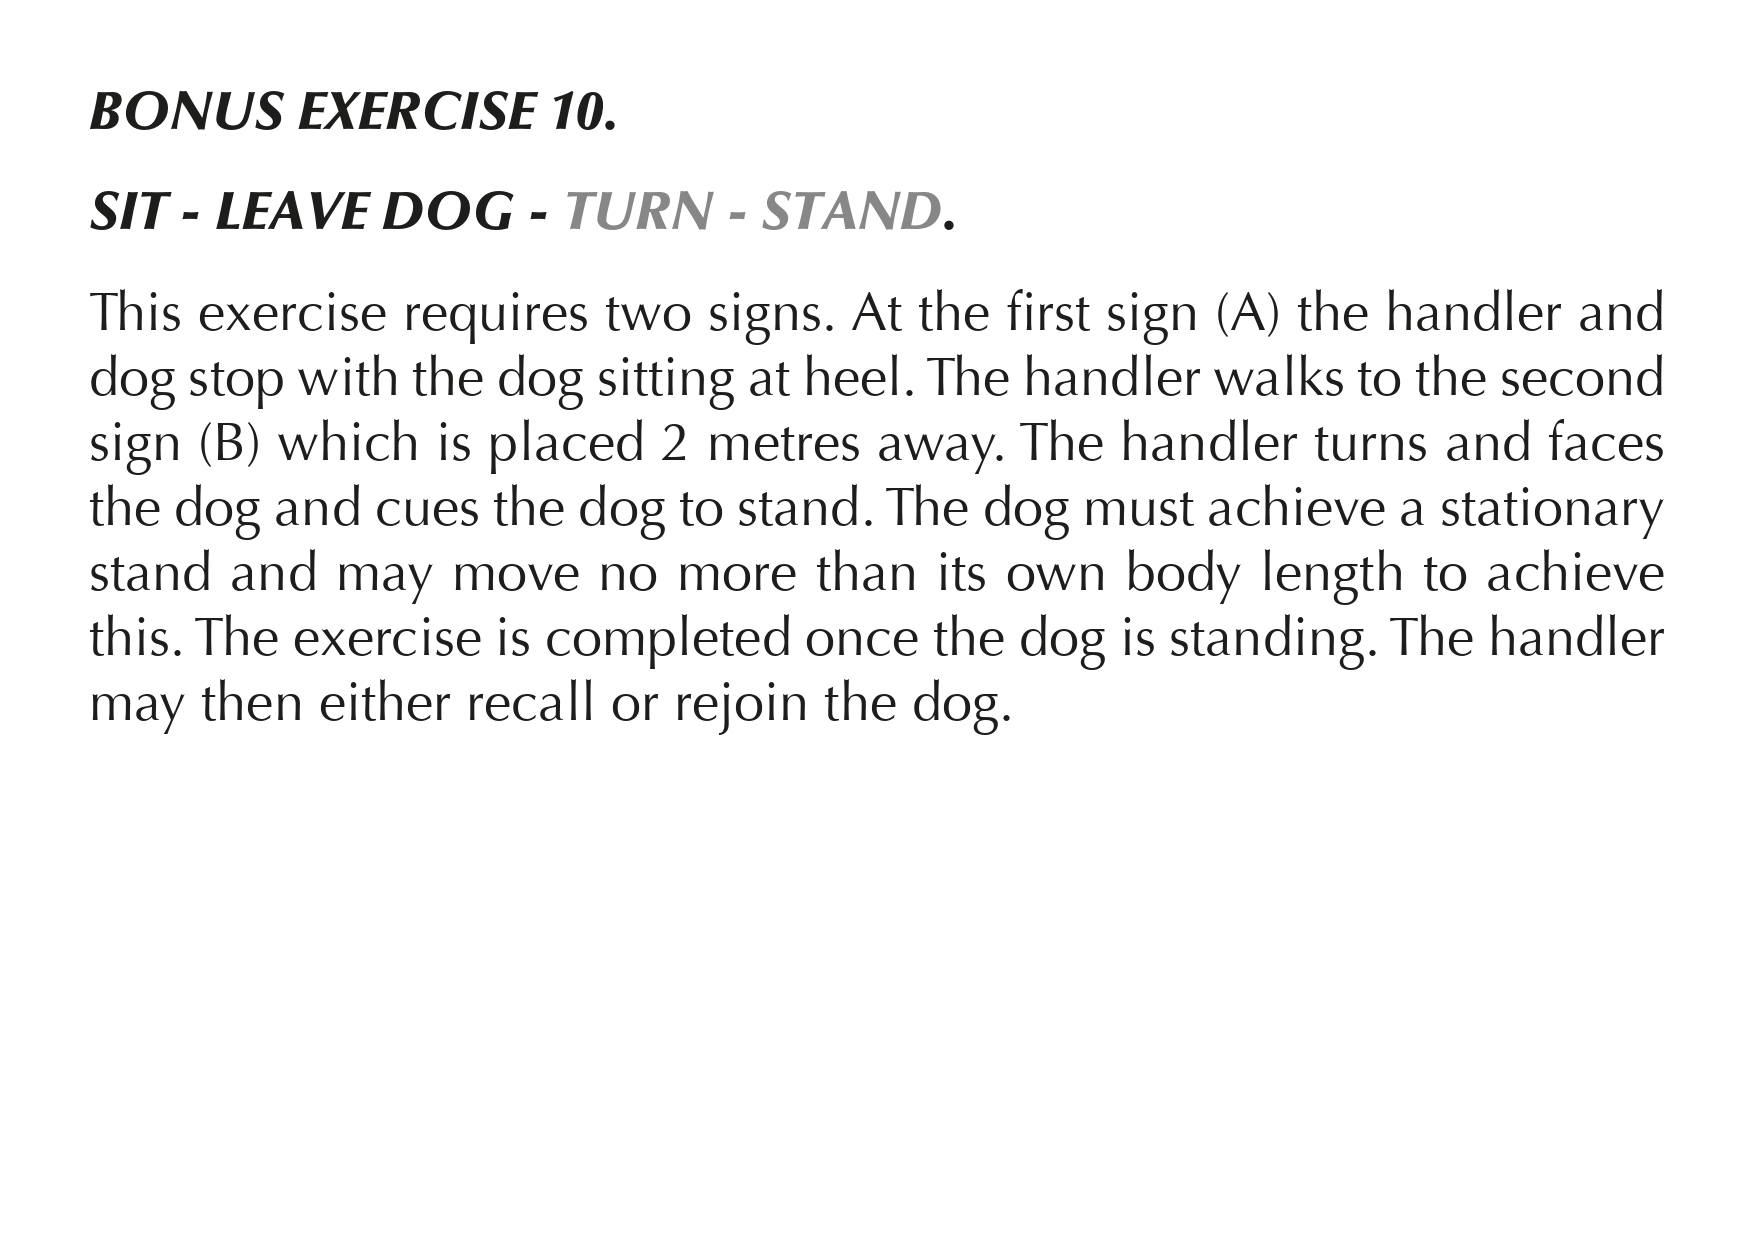 BONUS EXERCISE 10.
SIT - LEAVE DOG - TURN - STAND.
This exercise requires two signs. At the first sign (A) the handler and
dog stop with the dog sitting at heel. The handler walks to the second
sign (B) which is placed 2 metres away. The handler turns and faces
the dog and cues the dog to stand. The dog must achieve a stationary
stand and may move no more than its own body length to achieve
this. The exercise is completed once the dog is standing. The handler
may then either recall or rejoin the dog.